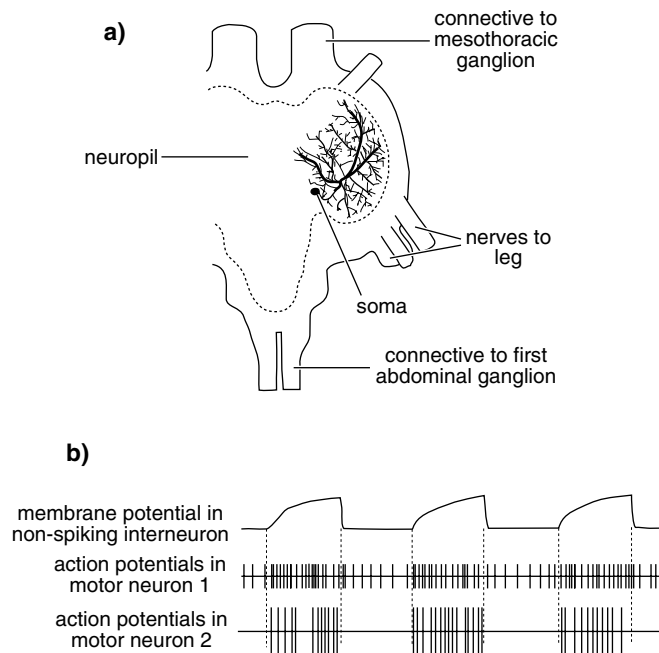 a)
connective to
mesothoracic
ganglion
neuropil
nerves to
leg
soma
connective to first
abdominal ganglion
b)
membrane potential in
non-spiking interneuron
action potentials in
motor neuron 1
action potentials in
motor neuron 2